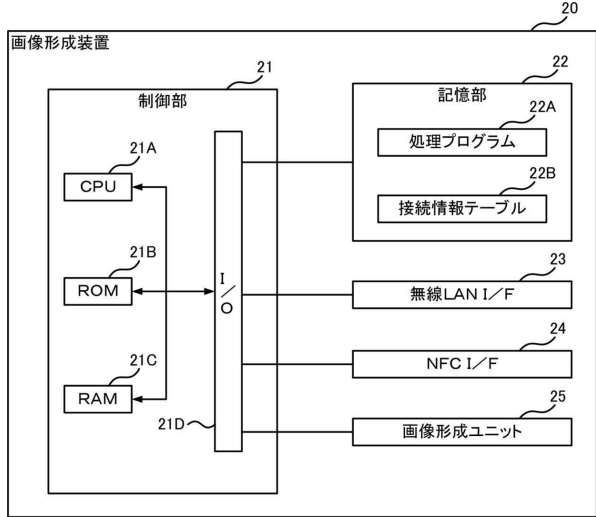 20
画像形成装置
21
制御部
21A
CPU
21B
ROM
21C
RAM
21D
I/O
22
記憶部
22A
処理プログラム
22B
接続情報テーブル
23
無線LAN I/F
24
NFC I/F
25
画像形成ユニット